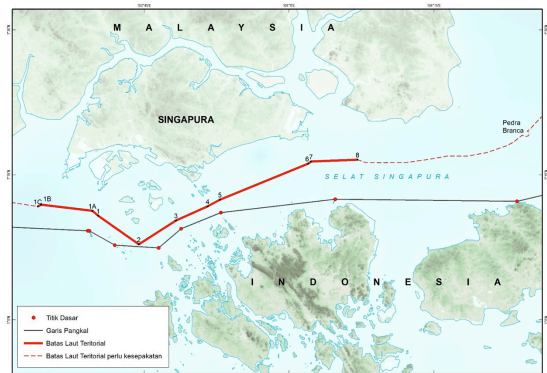 MALAYSIA
SINGAPURA
Pedra
Branca
1C 1B
1A
1
2
3
4
5
6 7
8
SELAT SINGAPURA
INDONESIA
Titik Dasar
Garis Pangkal
Batas Laut Teritorial
Batas Laut Teritorial perlu kesepakatan